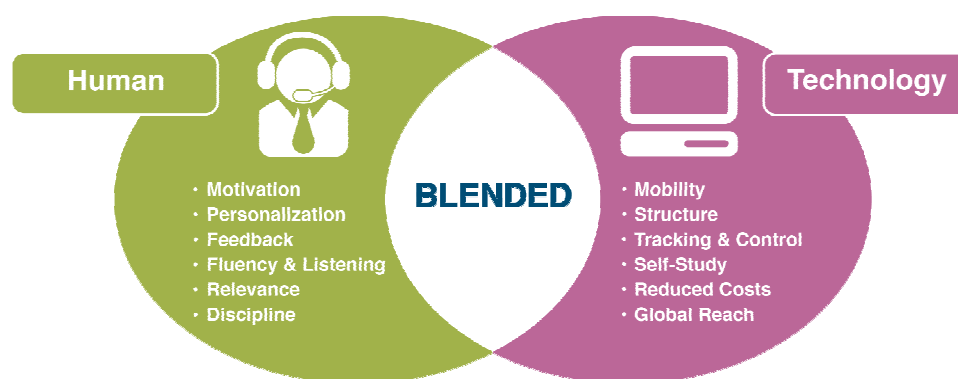 Human
Technology
BLENDED
· Motivation
· Personalization
· Feedback
· Fluency & Listening
· Relevance
· Discipline
· Mobility
· Structure
· Tracking & Control
· Self-Study
· Reduced Costs
· Global Reach